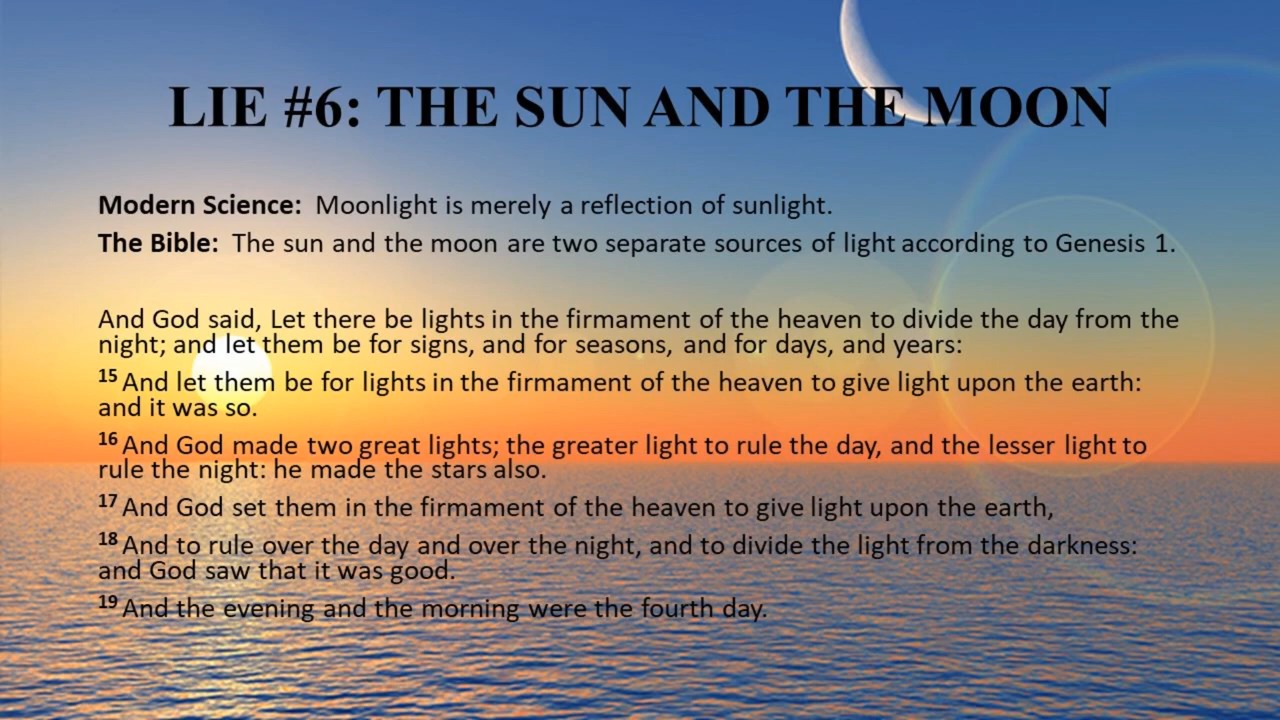 LIE #6: THE SUN AND THE MOON
Modern Science: Moonlight is merely a reflection of sunlight.
The Bible: The sun and the moon are two separate sources of light according to Genesis 1.
And God said, Let there be lights in the firmament of the heaven to divide the day from the
night; and let them be for signs, and for seasons, and for days, and years:
15 And let them be for lights in the firmament of the heaven to give light upon the earth:
and it was so.
16 And God made two great lights; the greater light to rule the day, and the lesser light to
rule the night: he made the stars also.
17 And God set them in the firmament of the heaven to give light upon the earth,
18 And to rule over the day and over the night, and to divide the light from the darkness:
and God saw that it was good.
19 And the evening and the morning were the fourth day.